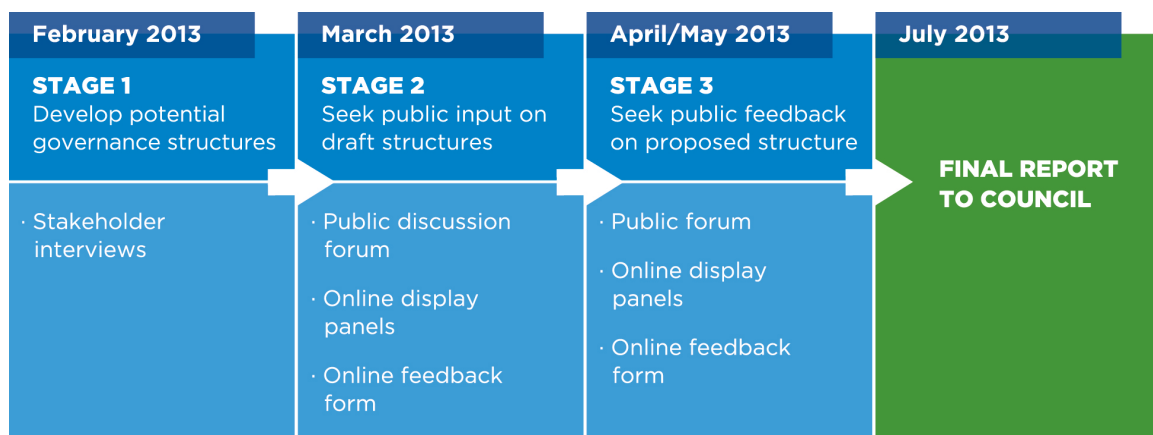 February 2013
STAGE 1
Develop potential
governance structures
· Stakeholder
interviews
March 2013
STAGE 2
Seek public input on
draft structures
· Public discussion
forum
· Online display
panels
· Online feedback
form
April/May 2013
STAGE 3
Seek public feedback
on proposed structure
· Public forum
· Online display
panels
· Online feedback
form
July 2013
FINAL REPORT
TO COUNCIL